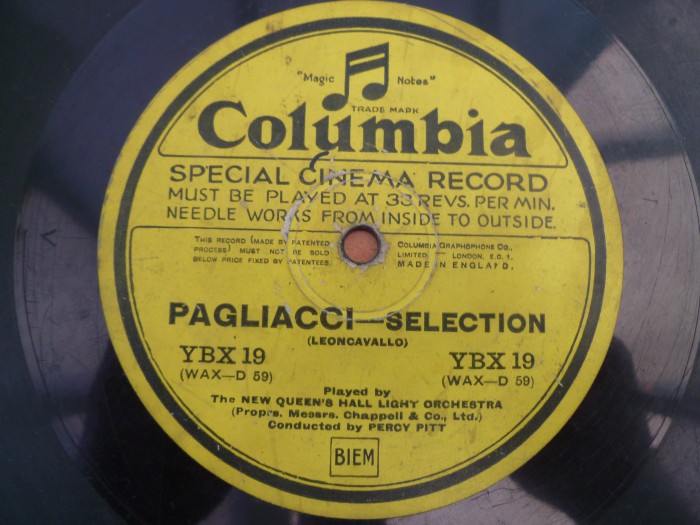 "Magic Notes"
TRADE MARK
Columbia
SPECIAL CINEMA RECORD
MUST BE PLAYED AT 33 REVS. PER MIN.
NEEDLE WORKS FROM INSIDE TO OUTSIDE.
THIS RECORD (MADE BY PATENTED
PROCESS) MUST NOT BE SOLD
BELOW PRICE FIXED BY PATENTEES.
COLUMBIA GRAPHOPHONE CO.,
LIMITED — LONDON, E.C. 1.
MADE IN ENGLAND.
PAGLIACCI—SELECTION
(LEONCAVALLO)
YBX 19 YBX 19
(WAX—D 59) (WAX—D 59)
Played by
The NEW QUEEN'S HALL LIGHT ORCHESTRA
(Proprs. Messrs. Chappell & Co., Ltd.)
Conducted by PERCY PITT
BIEM